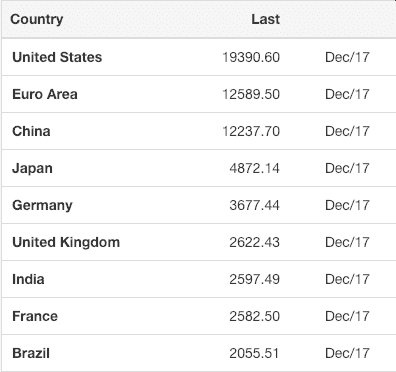 Country Last
United States 19390.60 Dec/17
Euro Area 12589.50 Dec/17
China 12237.70 Dec/17
Japan 4872.14 Dec/17
Germany 3677.44 Dec/17
United Kingdom 2622.43 Dec/17
India 2597.49 Dec/17
France 2582.50 Dec/17
Brazil 2055.51 Dec/17